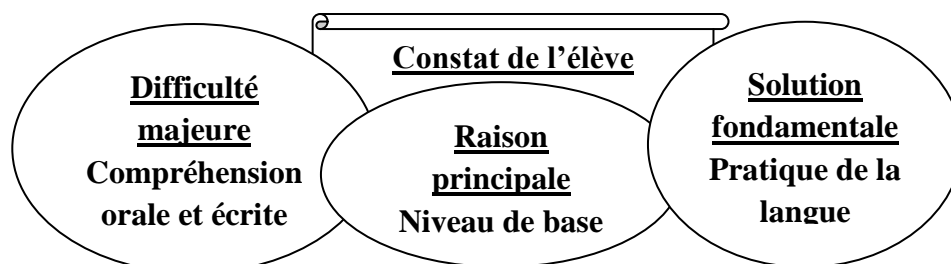 Constat de l'élève
Difficulté
majeure
Compréhension
orale et écrite
Raison
principale
Niveau de base
Solution
fondamentale
Pratique de la
langue